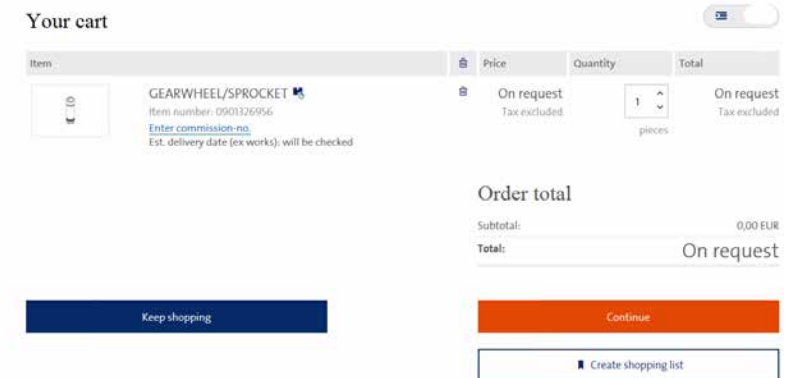 Your cart
Item Price Quantity Total
GEARWHEEL/SPROCKET On request 1 On request
Item number: 0901326956 Tax excluded Tax excluded
Enter commission-no. pieces
Est. delivery date (ex works): will be checked
Order total
Subtotal: 0,00 EUR
Total: On request
Keep shopping Continue
Create shopping list